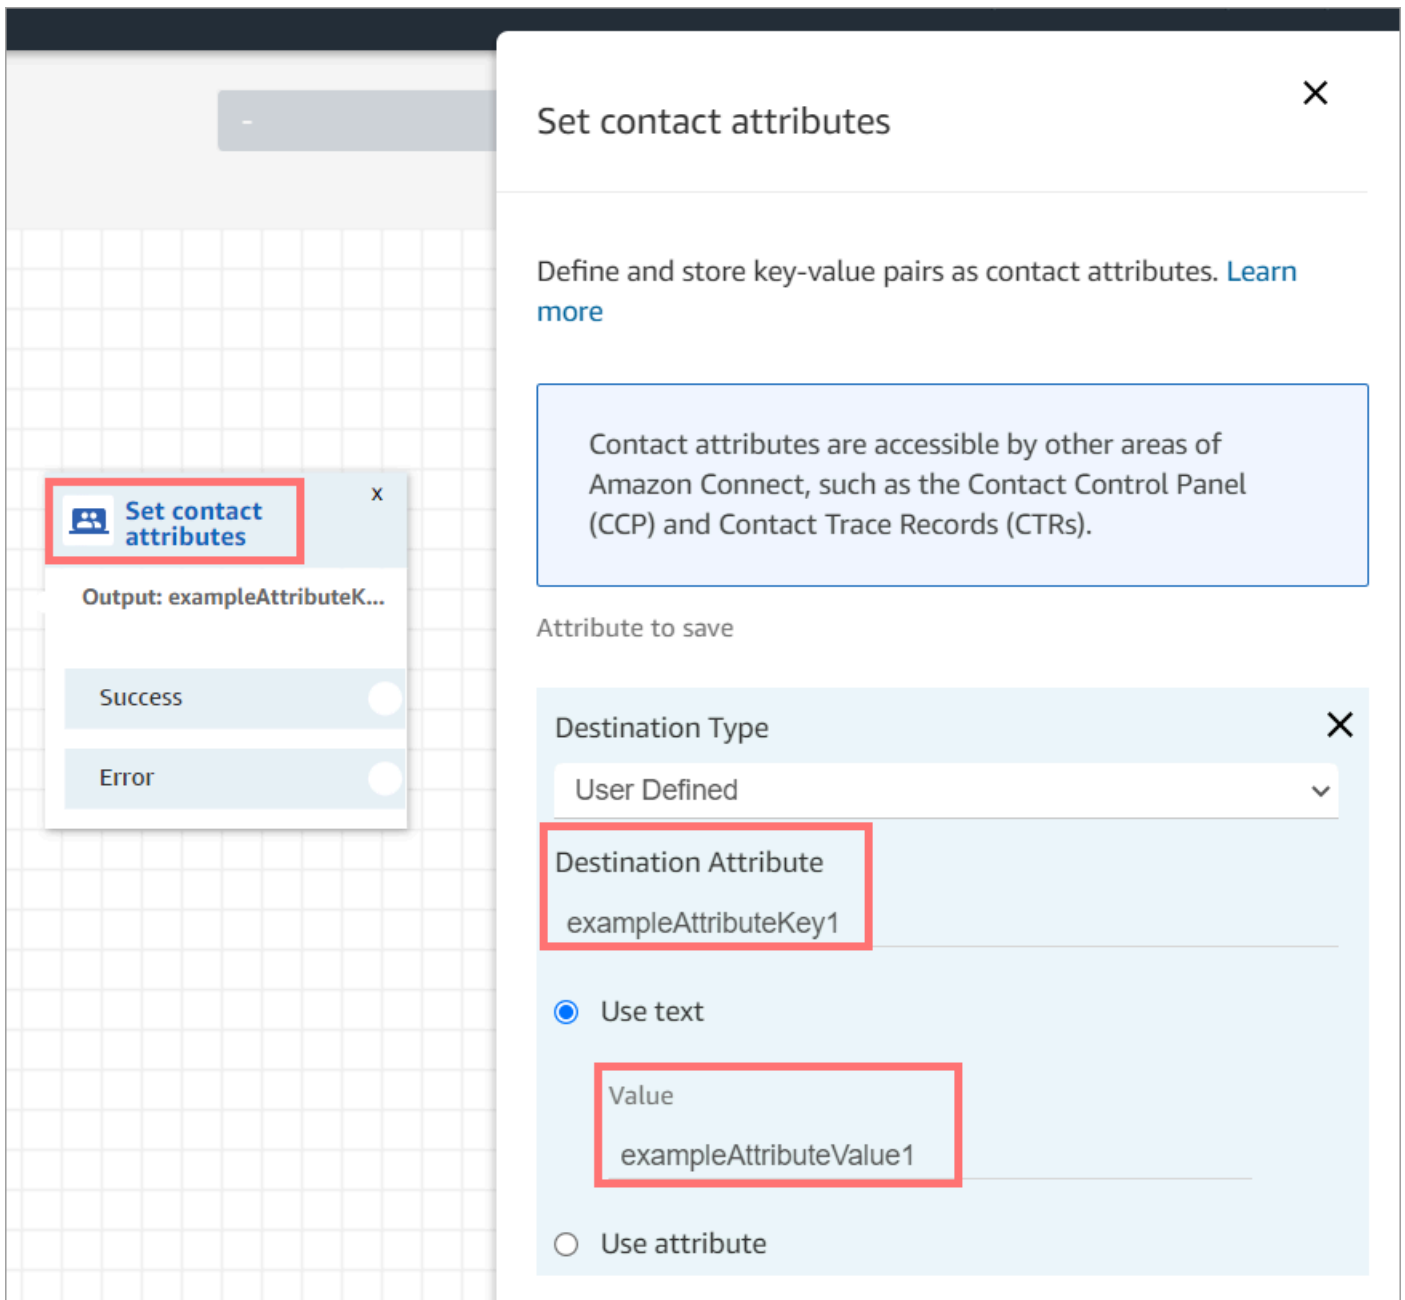 -
Set contact attributes
Define and store key-value pairs as contact attributes. Learn
more
Contact attributes are accessible by other areas of
Amazon Connect, such as the Contact Control Panel
(CCP) and Contact Trace Records (CTRs).
Set contact
attributes
x
Output: exampleAttributeK...
Success
Error
Attribute to save
Destination Type
User Defined
Destination Attribute
exampleAttributeKey1
Use text
Value
exampleAttributeValue1
Use attribute